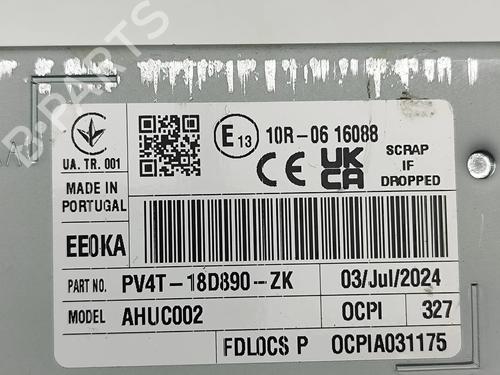 B-PARTS
E13
10R-06 16088
UA. TR. 001
CE
UK
CA
SCRAP
IF
DROPPED
MADE IN
PORTUGAL
EE0KA
PART NO. PV4T-18D890-ZK 03/Jul/2024
MODEL AHUC002 OCPI 327
FDLOCS P OCPIA031175